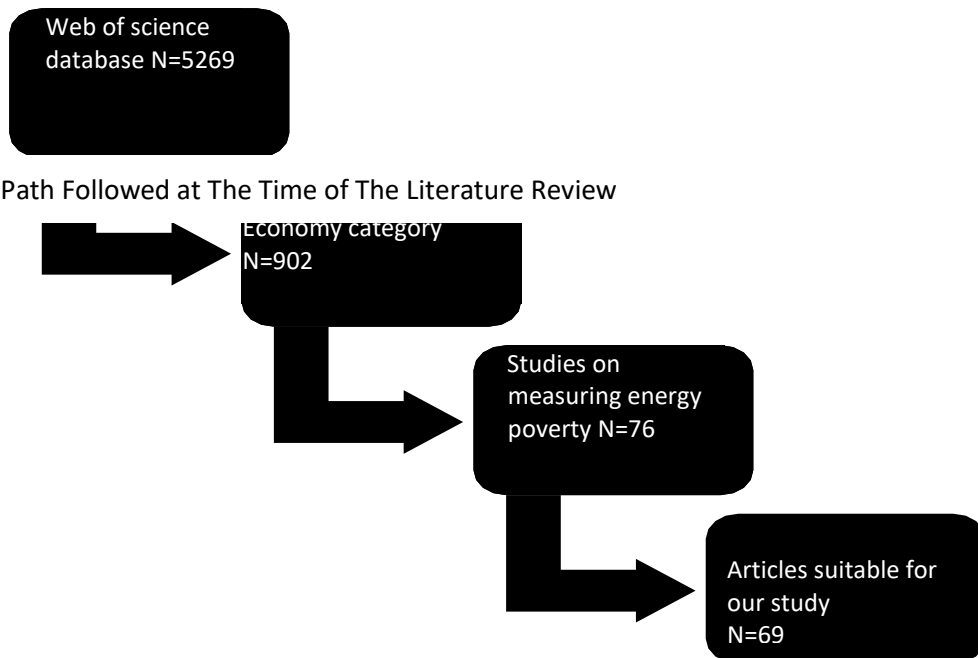 Web of science
database N=5269
Path Followed at The Time of The Literature Review
Economy category
N=902
Studies on
measuring energy
poverty N=76
Articles suitable for
our study
N=69